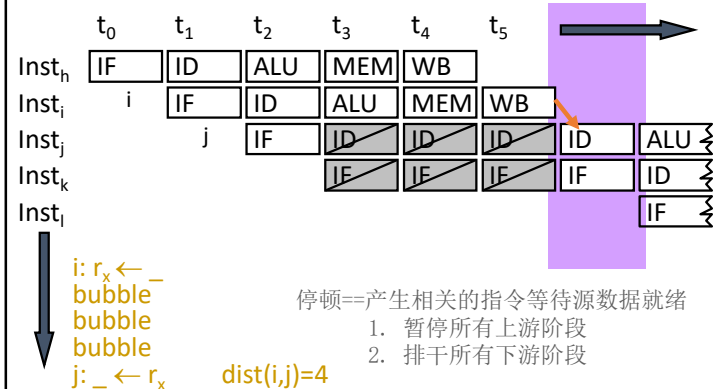 t₀ t₁ t₂ t₃ t₄ t₅
Instₕ IF ID ALU MEM WB
Instᵢ i IF ID ALU MEM WB
Instⱼ j IF ID ID ID ID ALU
Instₖ IF IF IF IF ID
Instₗ IF
i: rₓ ← _
bubble
bubble
bubble
j: _ ← rₓ dist(i,j)=4
停顿==产生相关的指令等待源数据就绪
1. 暂停所有上游阶段
2. 排干所有下游阶段